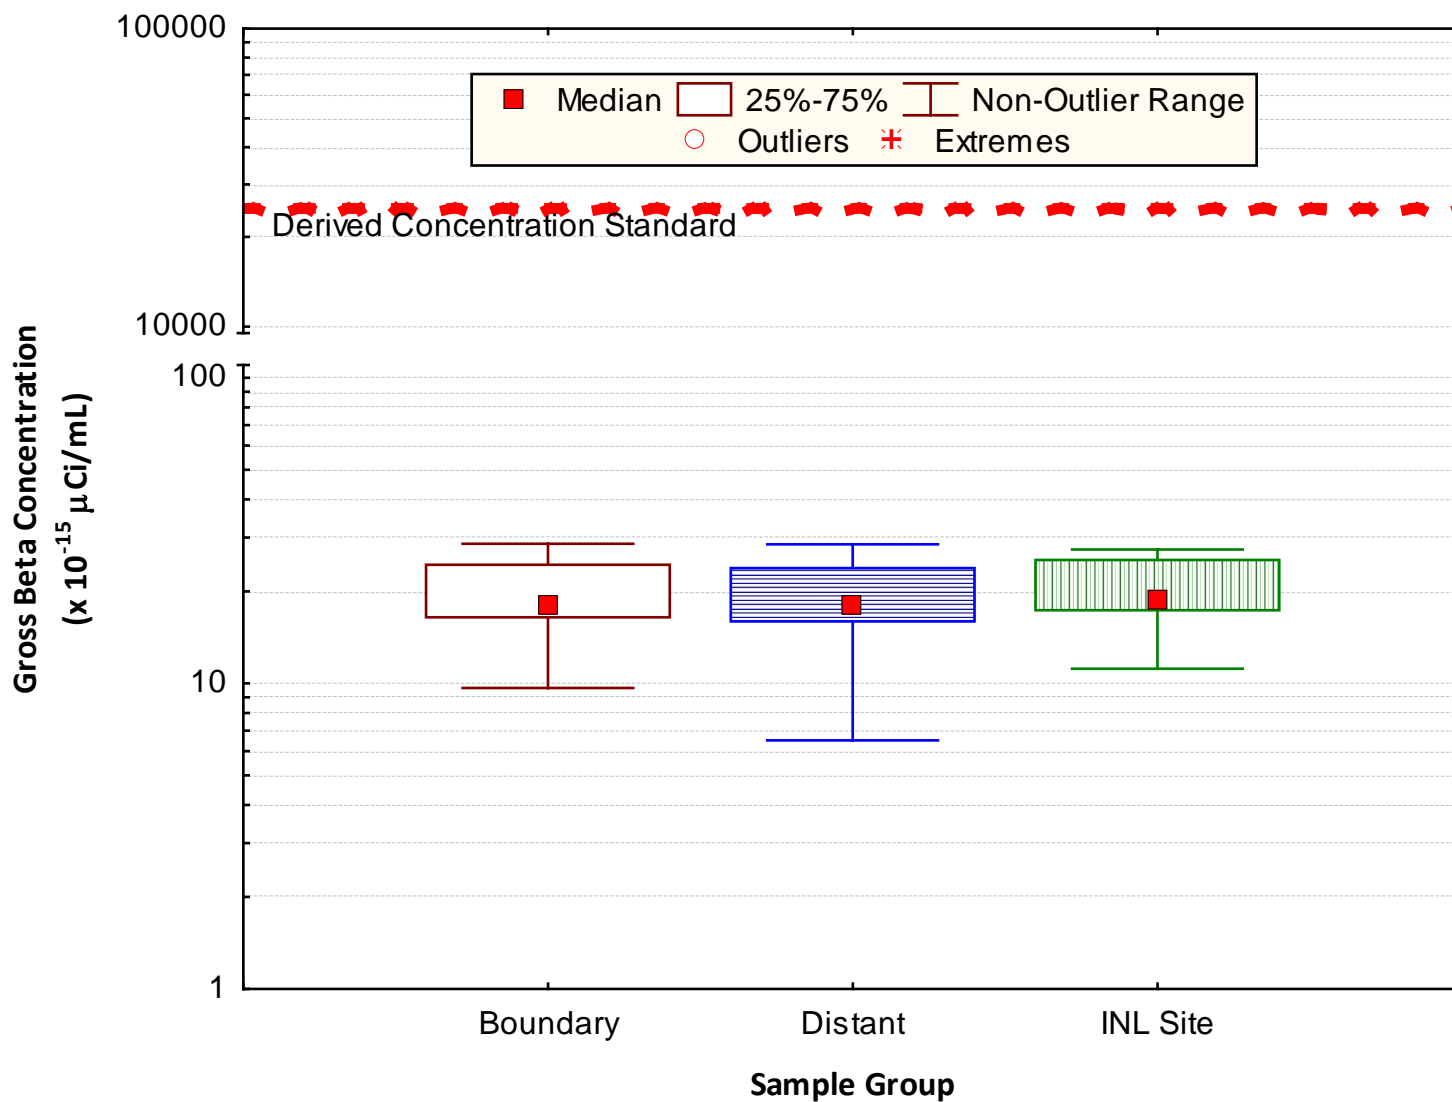 100000
Median 25%-75% Non-Outlier Range
Outliers Extremes
Derived Concentration Standard
10000
100
Gross Beta Concentration
(x 10⁻¹⁵ μCi/mL)
10
1
Boundary Distant INL Site
Sample Group